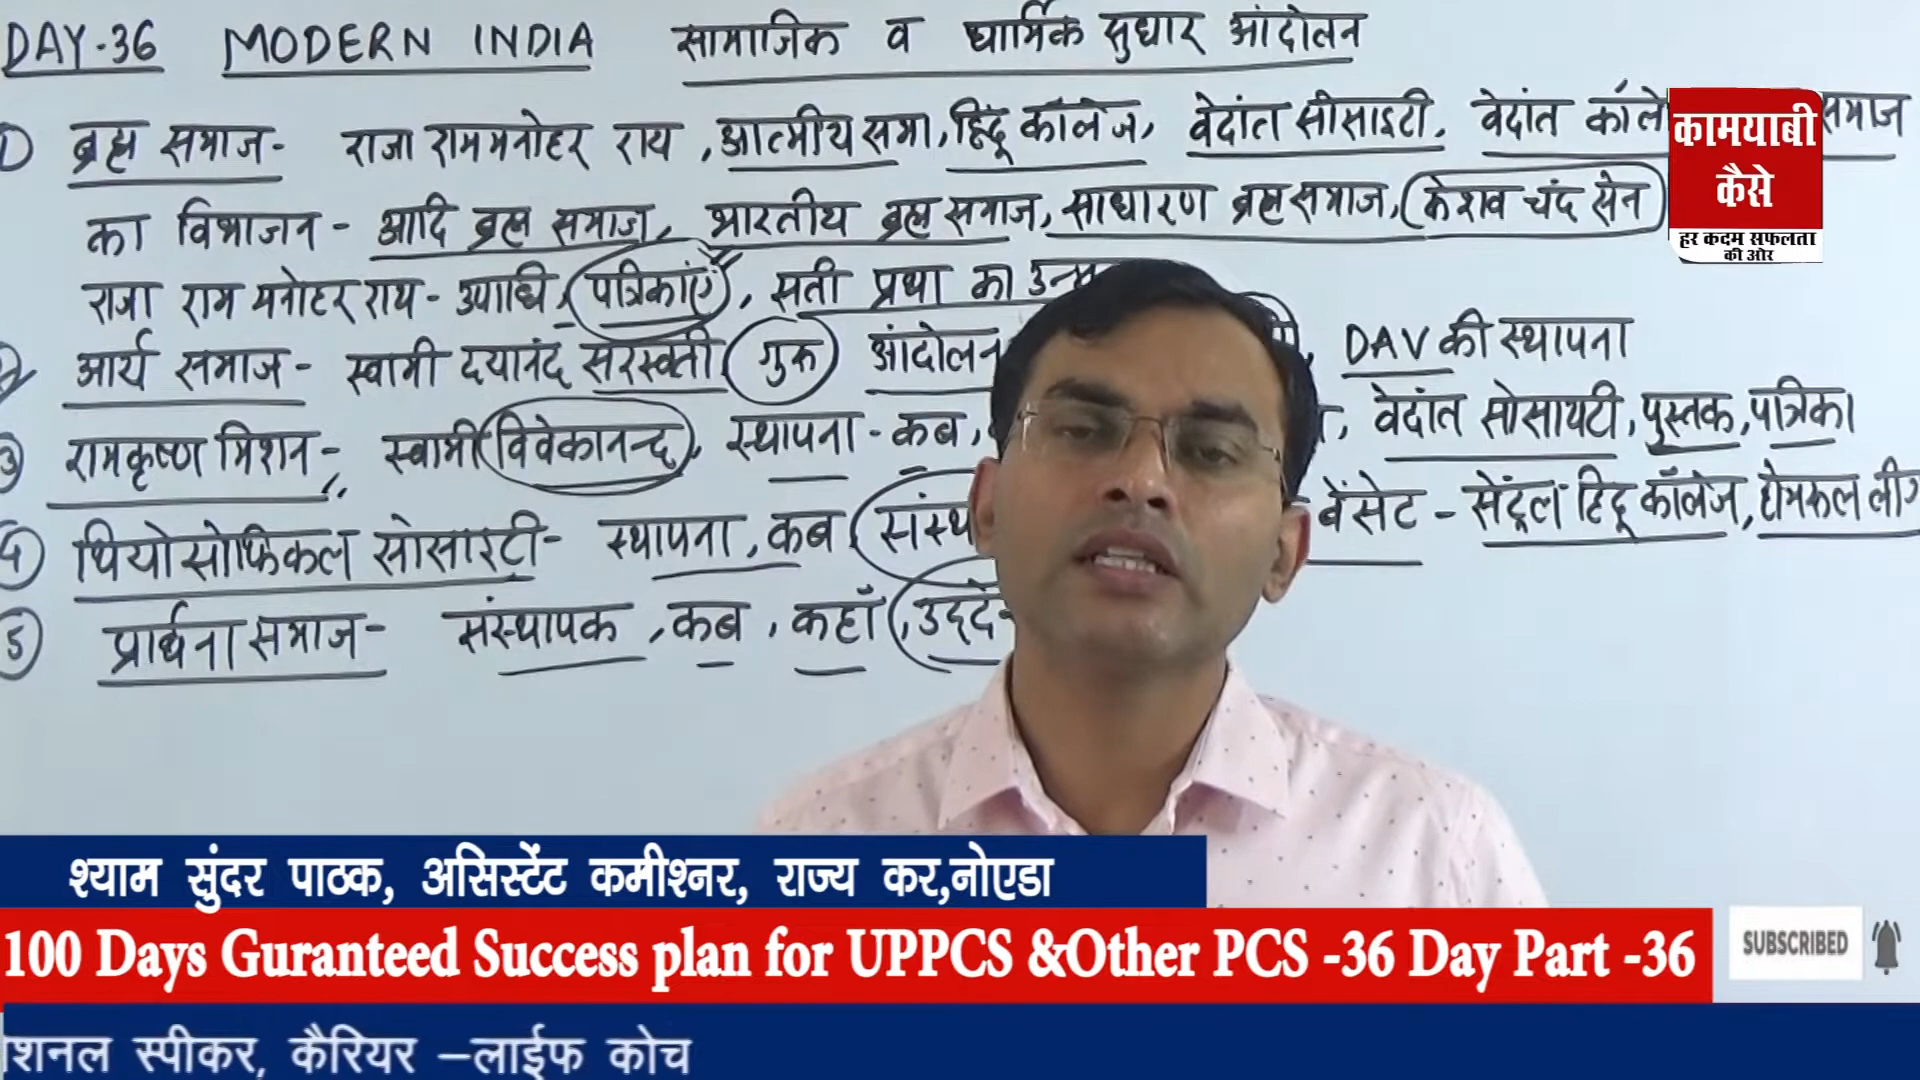 DAY-36 MODERN INDIA सामाजिक व धार्मिक सुधार आंदोलन
① ब्रह्म समाज- राजा राममनोहर राय, आत्मीय सभा, हिंदू कॉलेज, वेदांत सोसाइटी, वेदांत समाज
का विभाजन - आदि ब्रह्म समाज, भारतीय ब्रह्म समाज, साधारण ब्रह्म समाज, केशव चंद सेन
राजा राम मनोहर राय - उपाधि, पत्रिकाएँ, सती प्रथा का
आर्य समाज - स्वामी दयानंद सरस्वती गुरु आंदोलन DAV की स्थापना
③ रामकृष्ण मिशन- स्वामी विवेकानन्द, स्थापना - कब, वेदांत सोसायटी, पुस्तक, पत्रिका
④ थियोसोफिकल सोसाइटी- स्थापना, कब, बेंसेट - सेंट्रल हिंदू कॉलेज, होमरूल लीग
⑤ प्रार्थना समाज- संस्थापक, कब, कहाँ,
कामयाबी
कैसे
हर कदम सफलता
की ओर
श्याम सुंदर पाठक, असिस्टेंट कमीश्नर, राज्य कर,नोएडा
100 Days Guranteed Success plan for UPPCS &Other PCS -36 Day Part -36
SUBSCRIBED
शनल स्पीकर, कैरियर –लाईफ कोच